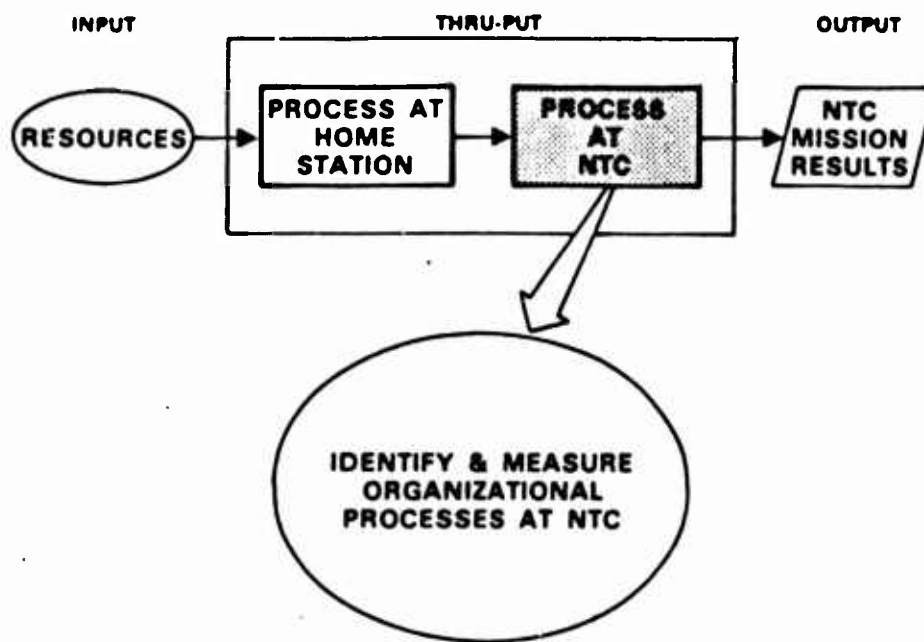 INPUT
THRU-PUT
OUTPUT
RESOURCES
PROCESS AT
HOME
STATION
PROCESS
AT
NTC
NTC
MISSION
RESULTS
IDENTIFY & MEASURE
ORGANIZATIONAL
PROCESSES AT NTC